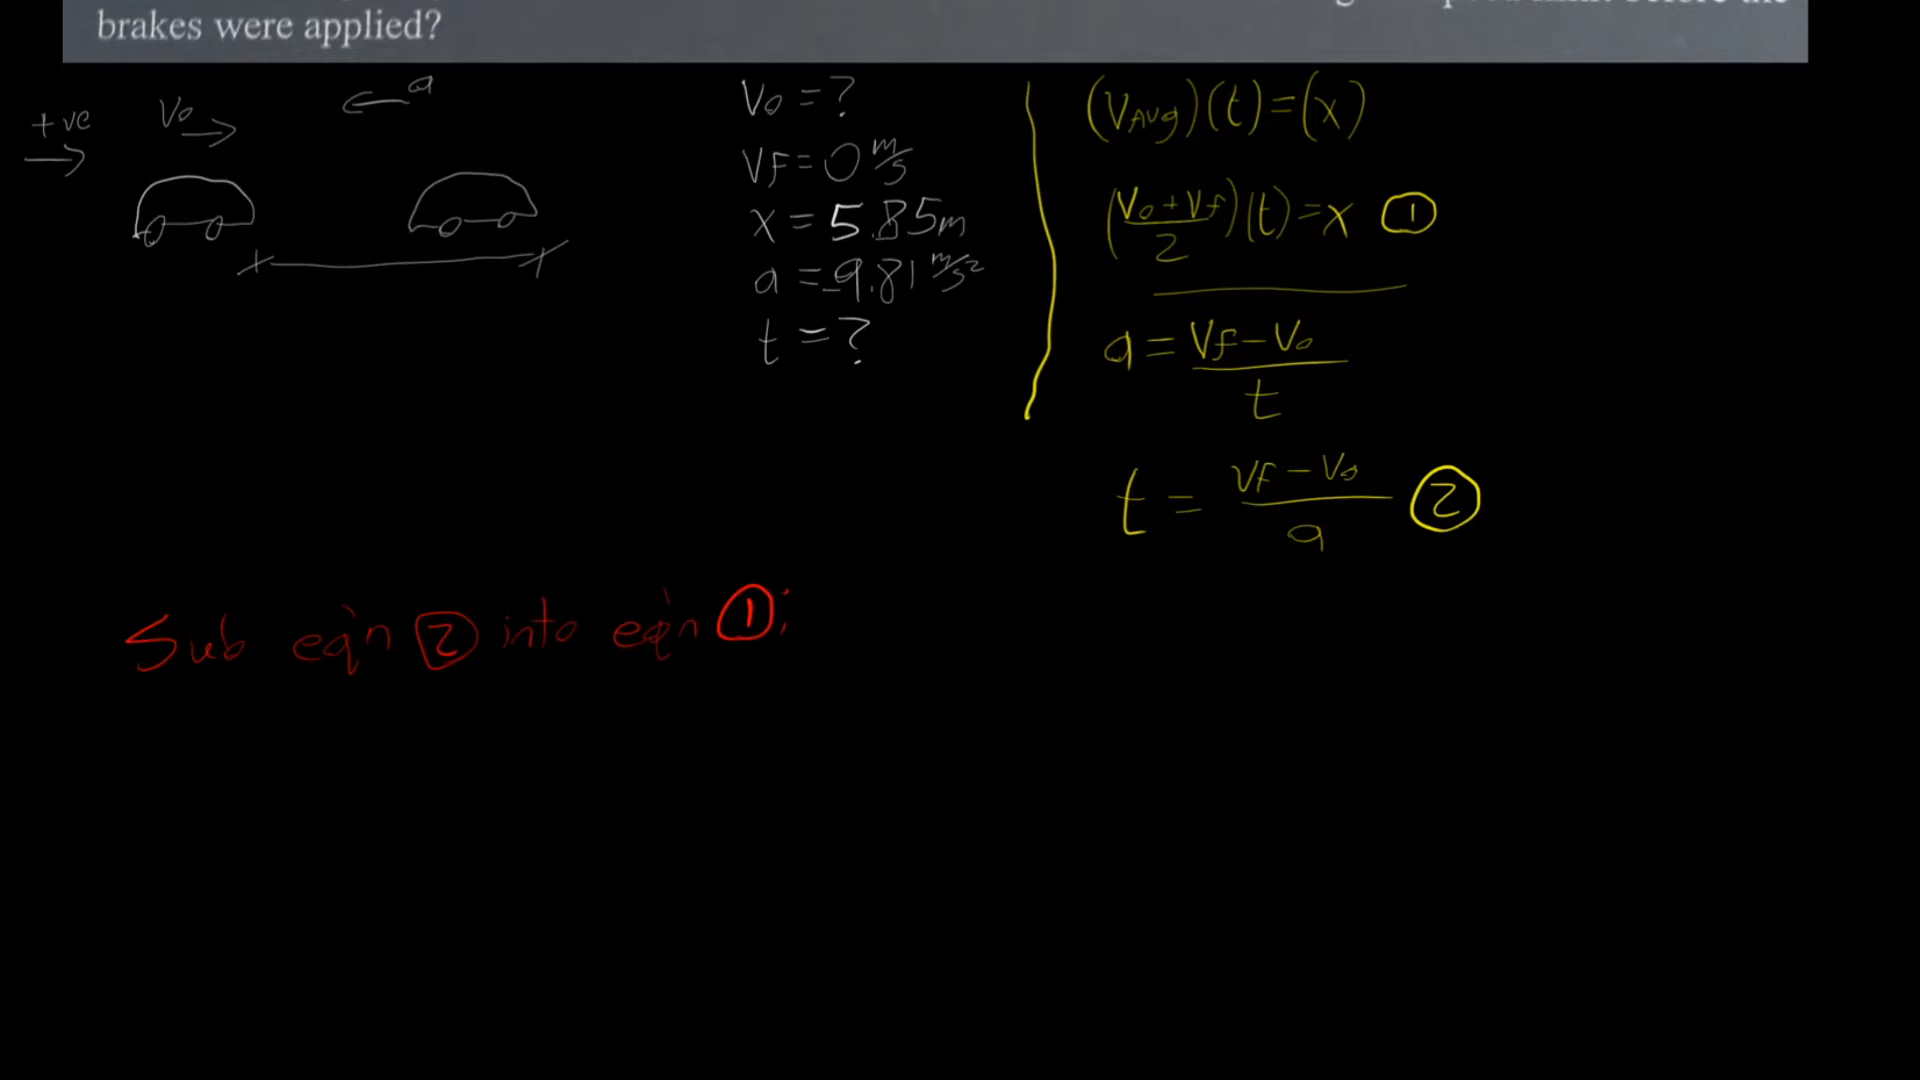 brakes were applied?
+ve
Vo
a
Vo = ?
Vf = 0 m/s
x = 5.85m
a = -9.81 m/s²
t = ?
(VAvg)(t) = (x)
(Vo + Vf / 2)(t) = x ①
a = Vf - Vo / t
t = Vf - Vo / a ②
Sub eq'n ② into eq'n ①;